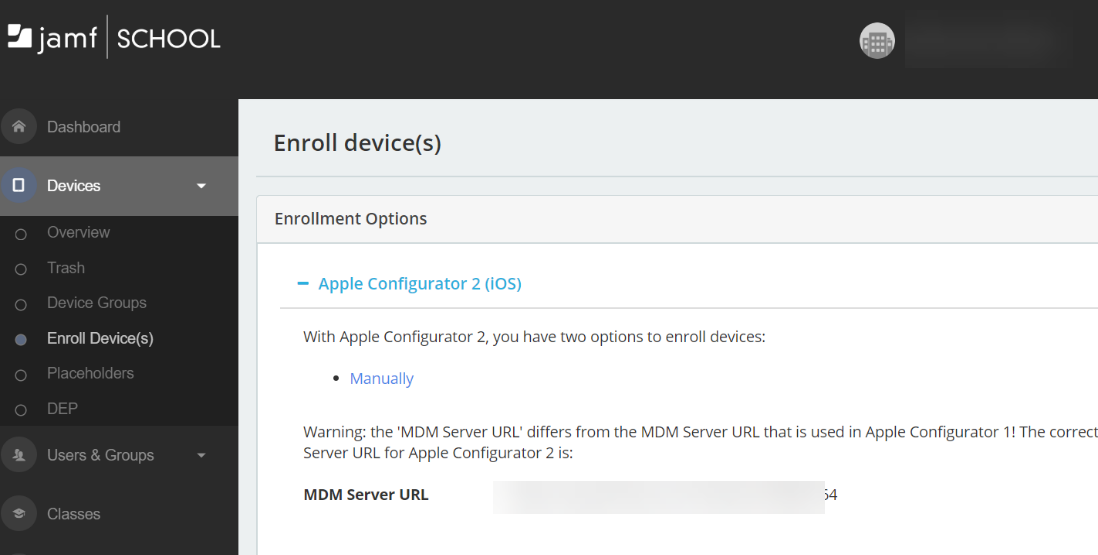 jamf SCHOOL
Dashboard
Devices
Overview
Trash
Device Groups
Enroll Device(s)
Placeholders
DEP
Users & Groups
Classes
Enroll device(s)
Enrollment Options
Apple Configurator 2 (iOS)
With Apple Configurator 2, you have two options to enroll devices:
Manually
Warning: the 'MDM Server URL' differs from the MDM Server URL that is used in Apple Configurator 1! The correct
Server URL for Apple Configurator 2 is:
MDM Server URL